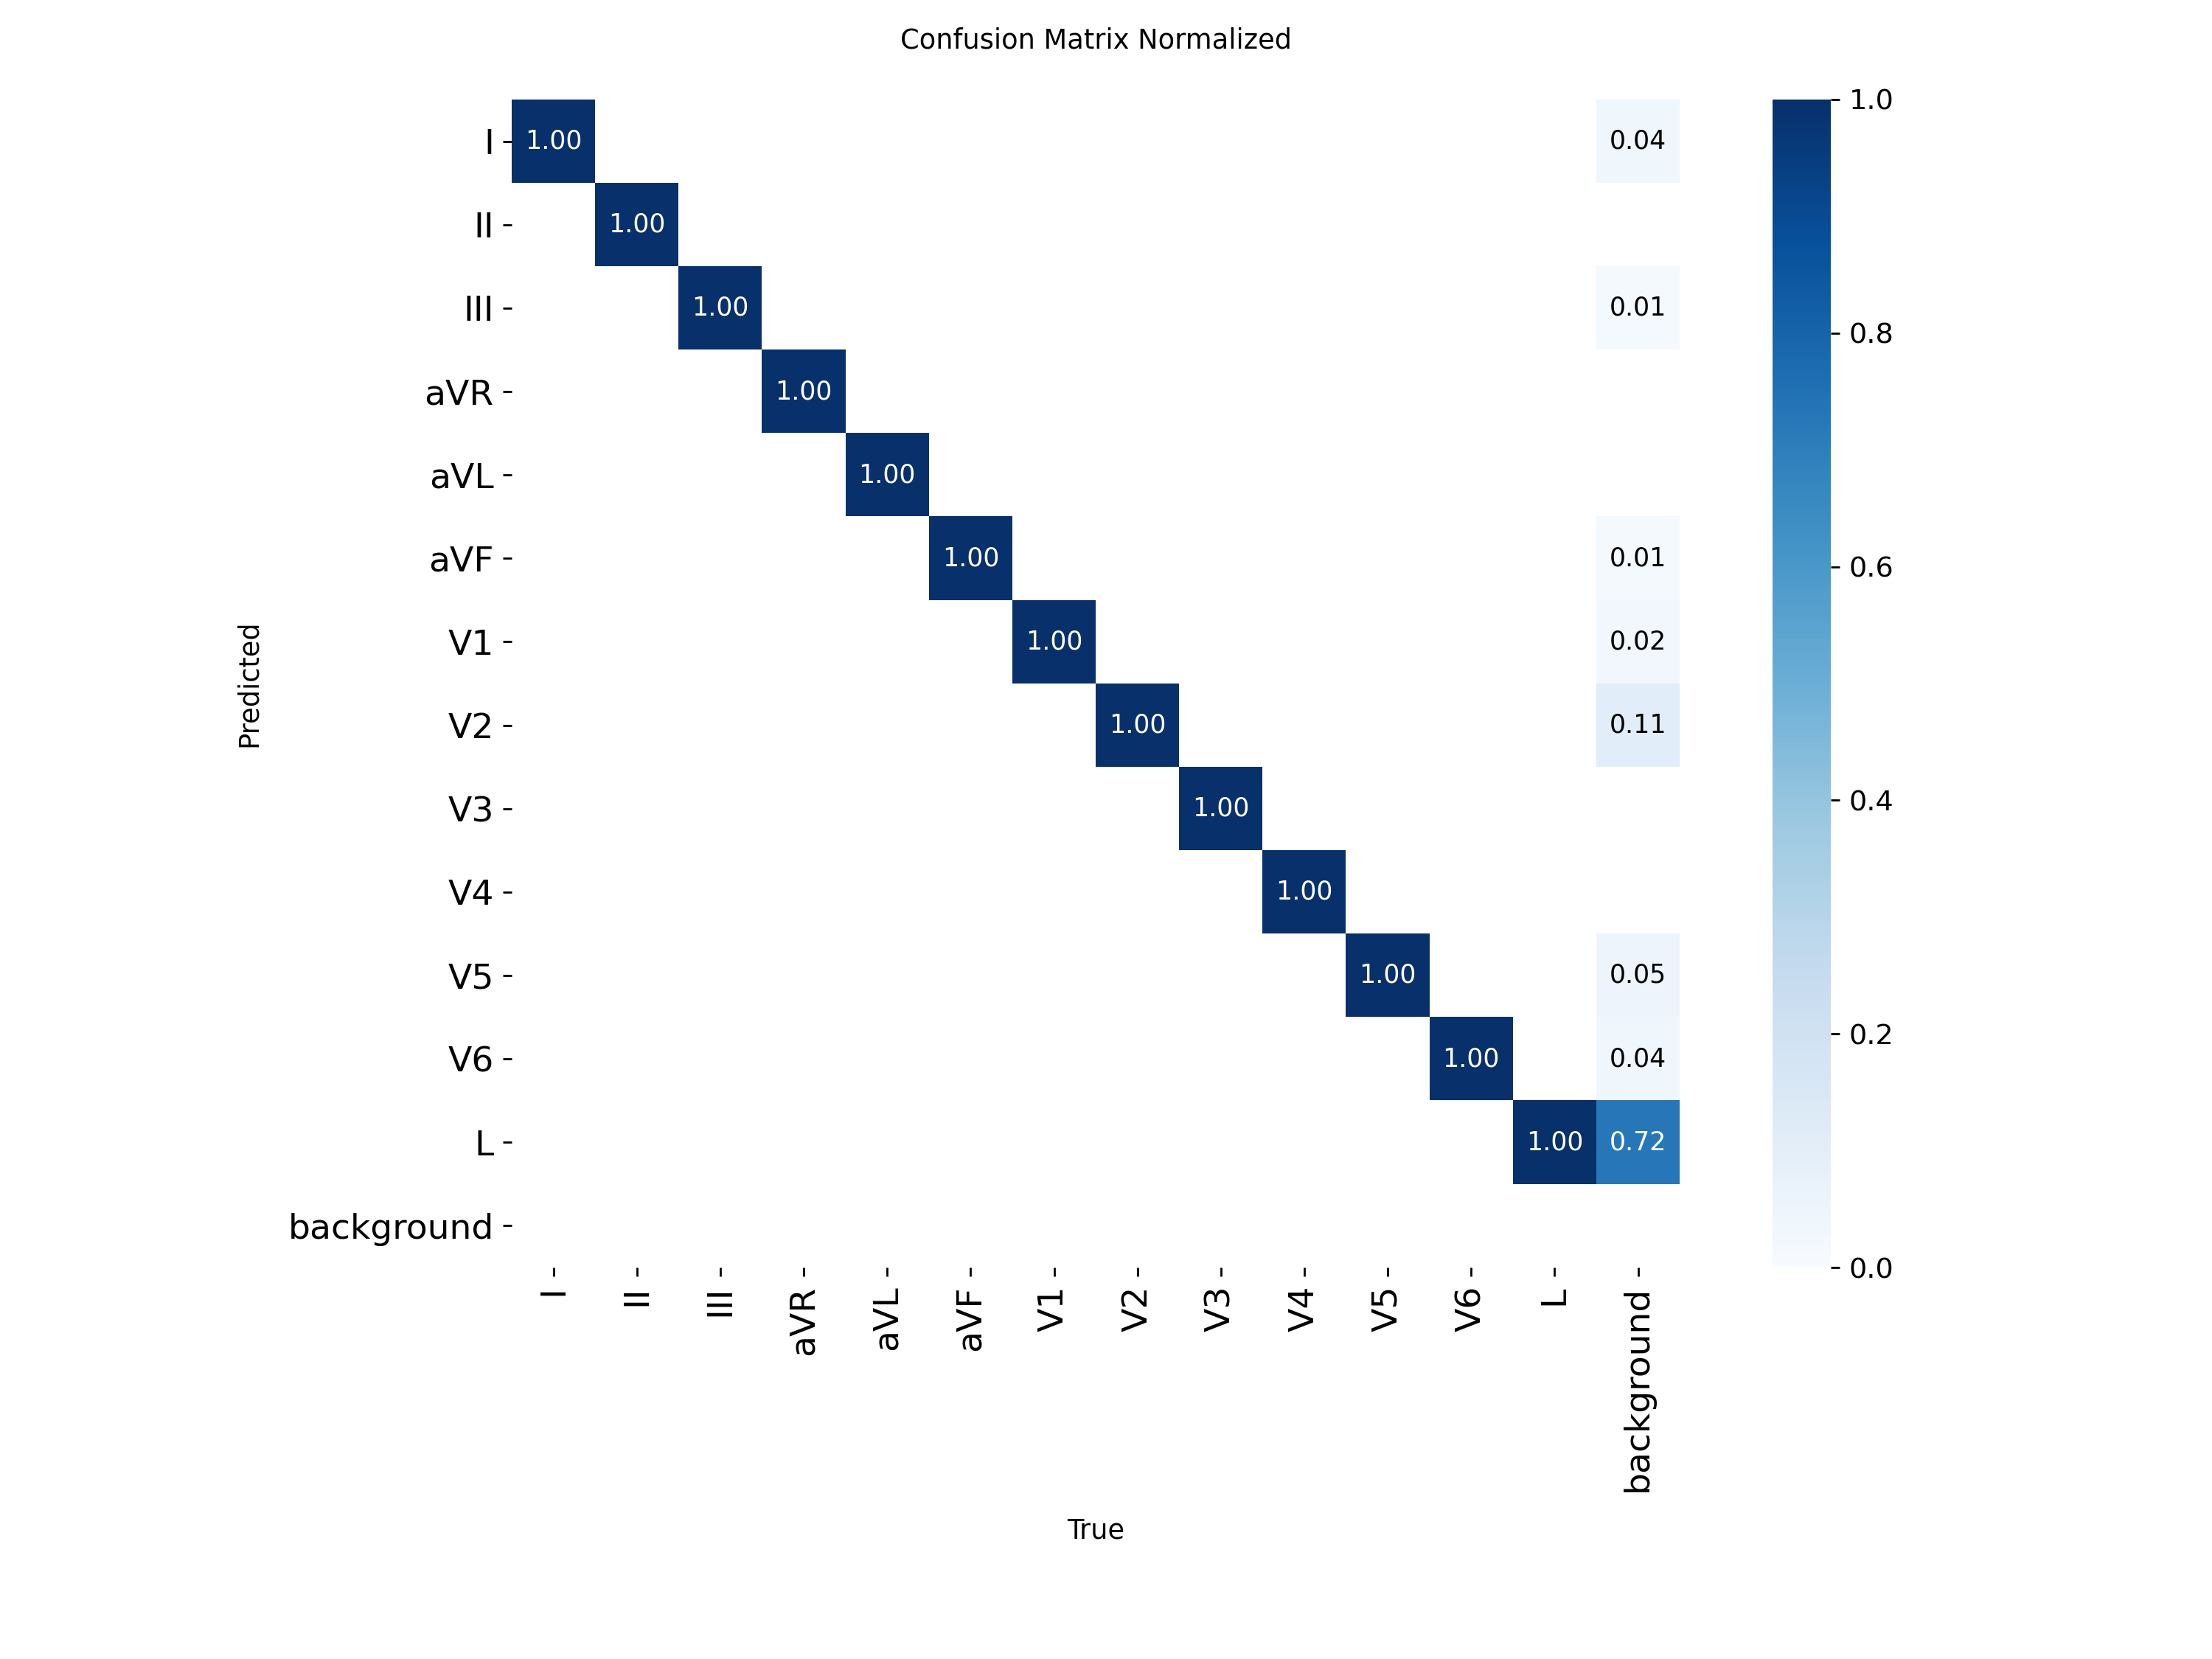 Confusion Matrix Normalized
I 1.00 0.04
II 1.00
III 1.00 0.01
aVR 1.00
aVL 1.00
aVF 1.00 0.01
V1 1.00 0.02
V2 1.00 0.11
V3 1.00
V4 1.00
V5 1.00 0.05
V6 1.00 0.04
L 1.00 0.72
background
I II III aVR aVL aVF V1 V2 V3 V4 V5 V6 L background
Predicted
True
1.0
0.8
0.6
0.4
0.2
0.0